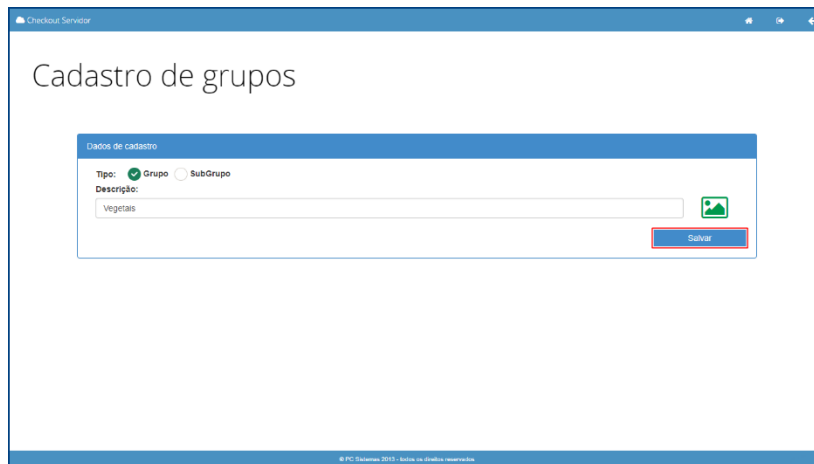 Checkout Servidor
Cadastro de grupos
Dados de cadastro
Tipo: Grupo SubGrupo
Descrição:
Vegetais
Salvar
© PC Sistemas 2013 - todos os direitos reservados